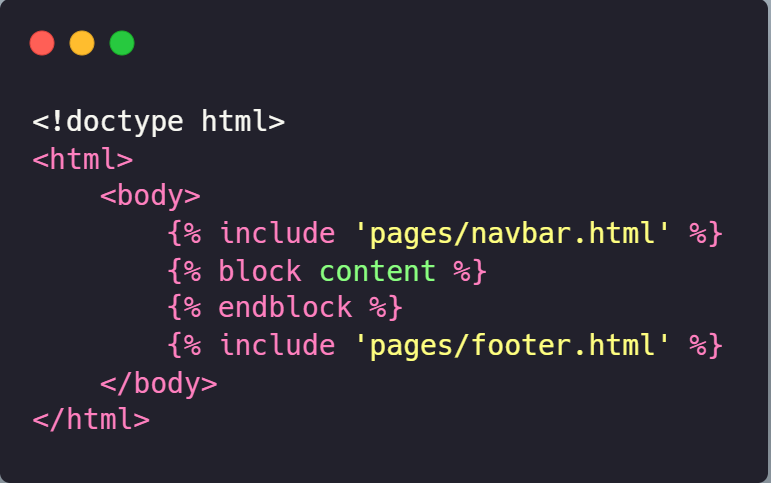 <!doctype html>
<html>
    <body>
        {% include 'pages/navbar.html' %}
        {% block content %}
        {% endblock %}
        {% include 'pages/footer.html' %}
    </body>
</html>